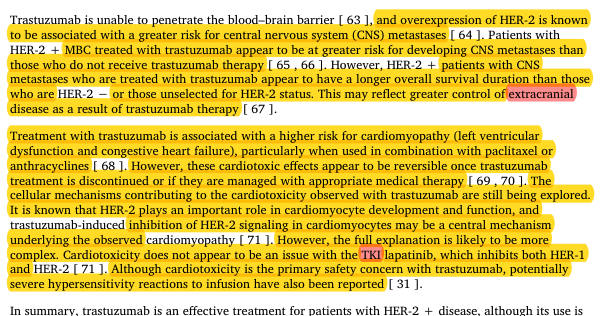 Trastuzumab is unable to penetrate the blood–brain barrier [ 63 ], and overexpression of HER-2 is known
to be associated with a greater risk for central nervous system (CNS) metastases [ 64 ]. Patients with
HER-2 + MBC treated with trastuzumab appear to be at greater risk for developing CNS metastases than
those who do not receive trastuzumab therapy [ 65 , 66 ]. However, HER-2 + patients with CNS
metastases who are treated with trastuzumab appear to have a longer overall survival duration than those
who are HER-2 − or those unselected for HER-2 status. This may reflect greater control of extracranial
disease as a result of trastuzumab therapy [ 67 ].
Treatment with trastuzumab is associated with a higher risk for cardiomyopathy (left ventricular
dysfunction and congestive heart failure), particularly when used in combination with paclitaxel or
anthracyclines [ 68 ]. However, these cardiotoxic effects appear to be reversible once trastuzumab
treatment is discontinued or if they are managed with appropriate medical therapy [ 69 , 70 ]. The
cellular mechanisms contributing to the cardiotoxicity observed with trastuzumab are still being explored.
It is known that HER-2 plays an important role in cardiomyocyte development and function, and
trastuzumab-induced inhibition of HER-2 signaling in cardiomyocytes may be a central mechanism
underlying the observed cardiomyopathy [ 71 ]. However, the full explanation is likely to be more
complex. Cardiotoxicity does not appear to be an issue with the TKI lapatinib, which inhibits both HER-1
and HER-2 [ 71 ]. Although cardiotoxicity is the primary safety concern with trastuzumab, potentially
severe hypersensitivity reactions to infusion have also been reported [ 31 ].
In summary, trastuzumab is an effective treatment for patients with HER-2 + disease, although its use is